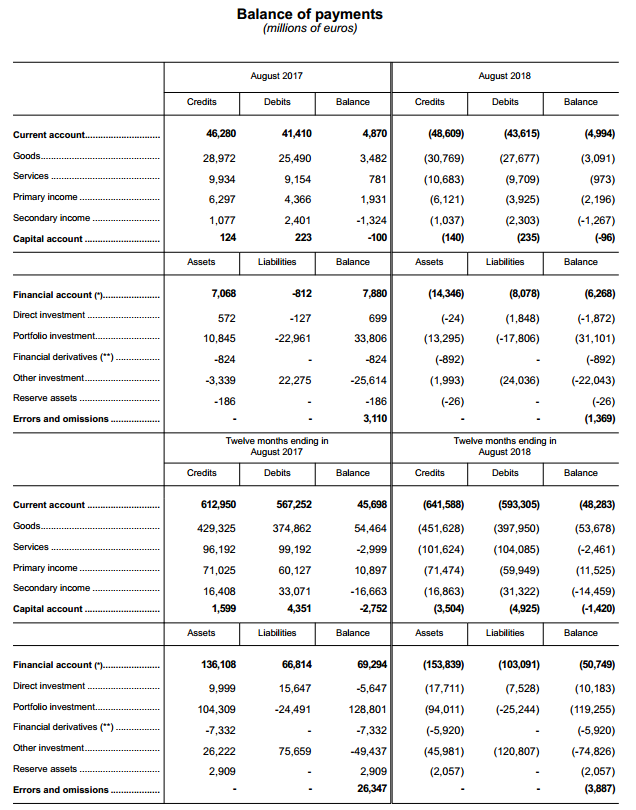 Balance of payments
(millions of euros)
August 2017 August 2018
Credits Debits Balance Credits Debits Balance
Current account............................. 46,280 41,410 4,870 (48,609) (43,615) (4,994)
Goods............................................. 28,972 25,490 3,482 (30,769) (27,677) (3,091)
Services ......................................... 9,934 9,154 781 (10,683) (9,709) (973)
Primary income ............................... 6,297 4,366 1,931 (6,121) (3,925) (2,196)
Secondary income .......................... 1,077 2,401 -1,324 (1,037) (2,303) (-1,267)
Capital account ............................. 124 223 -100 (140) (235) (-96)
Assets Liabilities Balance Assets Liabilities Balance
Financial account (*)...................... 7,068 -812 7,880 (14,346) (8,078) (6,268)
Direct investment ............................ 572 -127 699 (-24) (1,848) (-1,872)
Portfolio investment......................... 10,845 -22,961 33,806 (13,295) (-17,806) (31,101)
Financial derivatives (**) ................. -824 - -824 (-892) - (-892)
Other investment............................. -3,339 22,275 -25,614 (1,993) (24,036) (-22,043)
Reserve assets ............................... -186 - -186 (-26) - (-26)
Errors and omissions ................... - - 3,110 - - (1,369)
Twelve months ending in August 2017 Twelve months ending in August 2018
Credits Debits Balance Credits Debits Balance
Current account ............................ 612,950 567,252 45,698 (641,588) (593,305) (48,283)
Goods............................................. 429,325 374,862 54,464 (451,628) (397,950) (53,678)
Services ......................................... 96,192 99,192 -2,999 (101,624) (104,085) (-2,461)
Primary income ............................... 71,025 60,127 10,897 (71,474) (59,949) (11,525)
Secondary income .......................... 16,408 33,071 -16,663 (16,863) (31,322) (-14,459)
Capital account ............................. 1,599 4,351 -2,752 (3,504) (4,925) (-1,420)
Assets Liabilities Balance Assets Liabilities Balance
Financial account (*)...................... 136,108 66,814 69,294 (153,839) (103,091) (50,749)
Direct investment ............................ 9,999 15,647 -5,647 (17,711) (7,528) (10,183)
Portfolio investment......................... 104,309 -24,491 128,801 (94,011) (-25,244) (119,255)
Financial derivatives (**) ................. -7,332 - -7,332 (-5,920) - (-5,920)
Other investment............................. 26,222 75,659 -49,437 (45,981) (120,807) (-74,826)
Reserve assets ............................... 2,909 - 2,909 (2,057) - (2,057)
Errors and omissions ................... - - 26,347 - - (3,887)